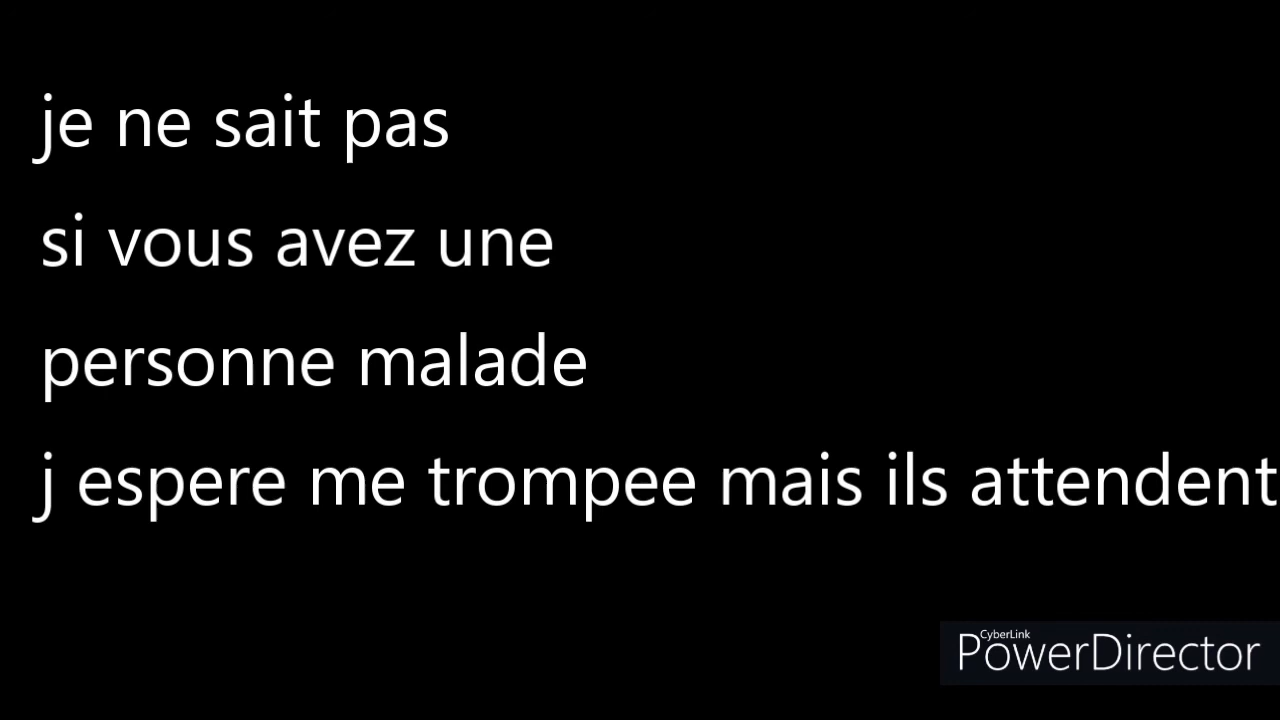 je ne sait pas
si vous avez une
personne malade
j espere me trompee mais ils attendent
CyberLink
PowerDirector